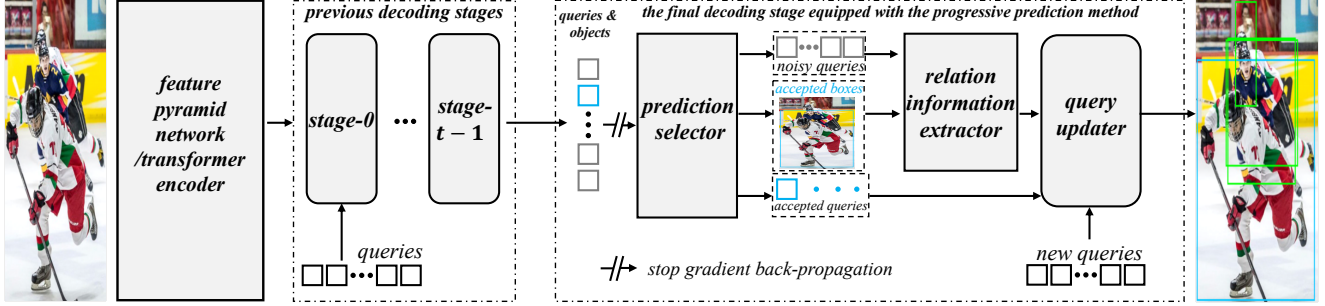 previous decoding stages
queries &
objects
the final decoding stage equipped with the progressive prediction method
feature
pyramid
network
/transformer
encoder
stage-0
stage-
t − 1
queries
prediction
selector
noisy queries
accepted boxes
accepted queries
relation
information
extractor
query
updater
new queries
stop gradient back-propagation